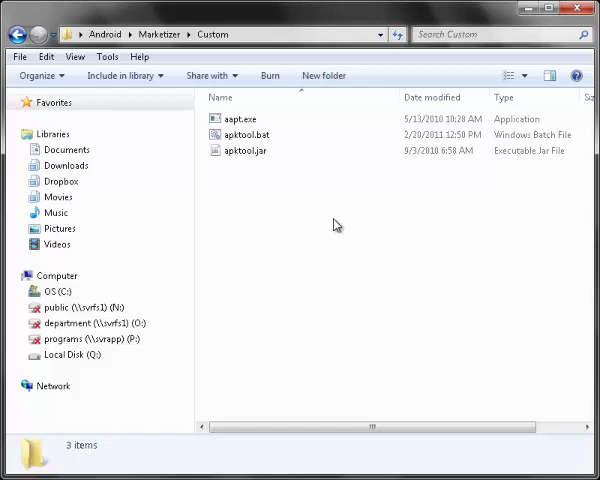 Android Marketizer Custom Search Custom
File Edit View Tools Help
Organize Include in library Share with Burn New folder
Name Date modified Type Siz
Favorites
aapt.exe 5/13/2010 10:28 AM Application
apktool.bat 2/20/2011 12:50 PM Windows Batch File
apktool.jar 9/3/2010 6:58 AM Executable Jar File
Libraries
Documents
Downloads
Dropbox
Movies
Music
Pictures
Videos
Computer
OS (C:)
public (\\svrfs1) (N:)
department (\\svrfs1) (O:)
programs (\\svrapp) (P:)
Local Disk (Q:)
Network
3 items